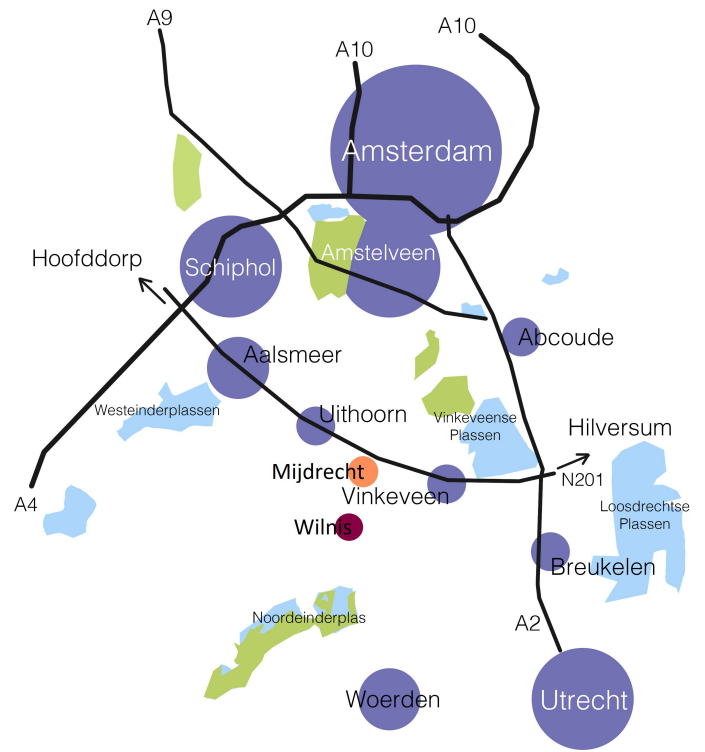 A9
A10
A10
Amsterdam
Hoofddorp
Schiphol
Amstelveen
Abcoude
Aalsmeer
Westeinderplassen
Uithoorn
Vinkeveense
Plassen
Hilversum
Mijdrecht
Vinkeveen
N201
A4
Loosdrechtse
Plassen
Wilnis
Breukelen
Noordeinderplas
A2
Woerden
Utrecht